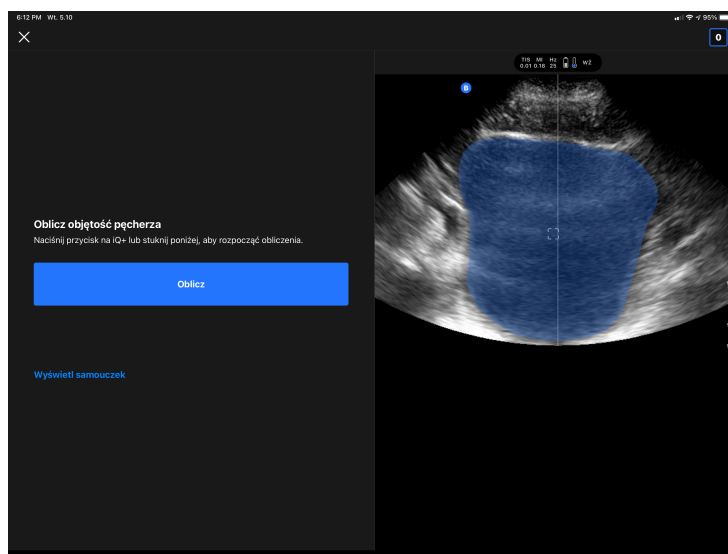 6:12 PM Wt. 5.10
95%
0
TIS MI Hz
0.01 0.18 25
WŻ
B
Oblicz objętość pęcherza
Naciśnij przycisk na iQ+ lub stuknij poniżej, aby rozpocząć obliczenia.
Oblicz
Wyświetl samouczek